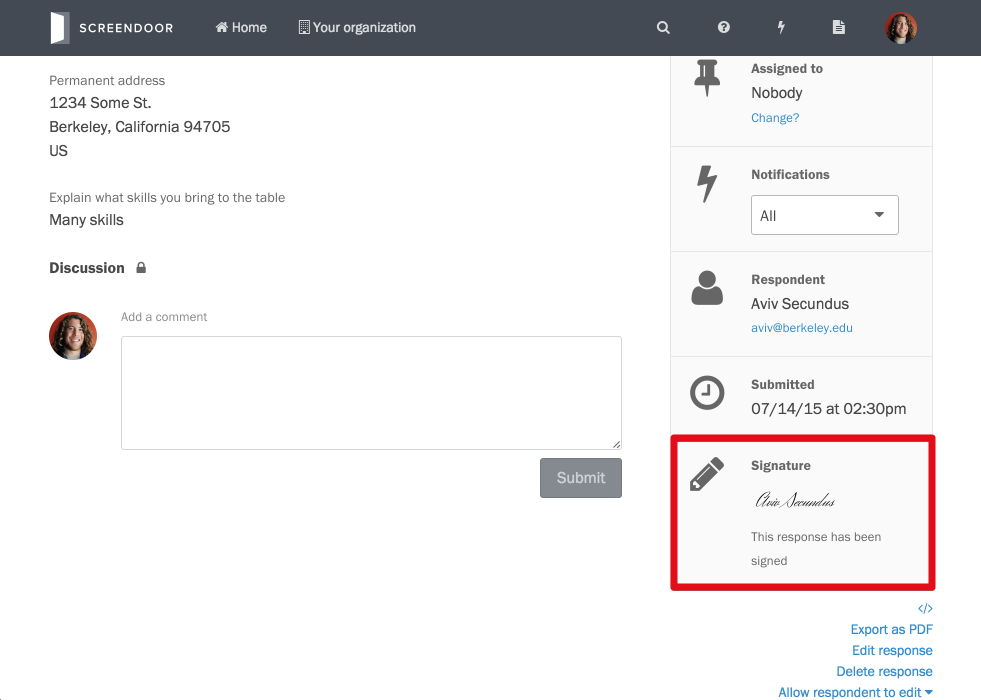 SCREENDOOR
Home
Your organization
Permanent address
1234 Some St.
Berkeley, California 94705
US
Explain what skills you bring to the table
Many skills
Discussion
Add a comment
Submit
Assigned to
Nobody
Change?
Notifications
All
Respondent
Aviv Secundus
aviv@berkeley.edu
Submitted
07/14/15 at 02:30pm
Signature
Aviv Secundus
This response has been
signed
</>
Export as PDF
Edit response
Delete response
Allow respondent to edit